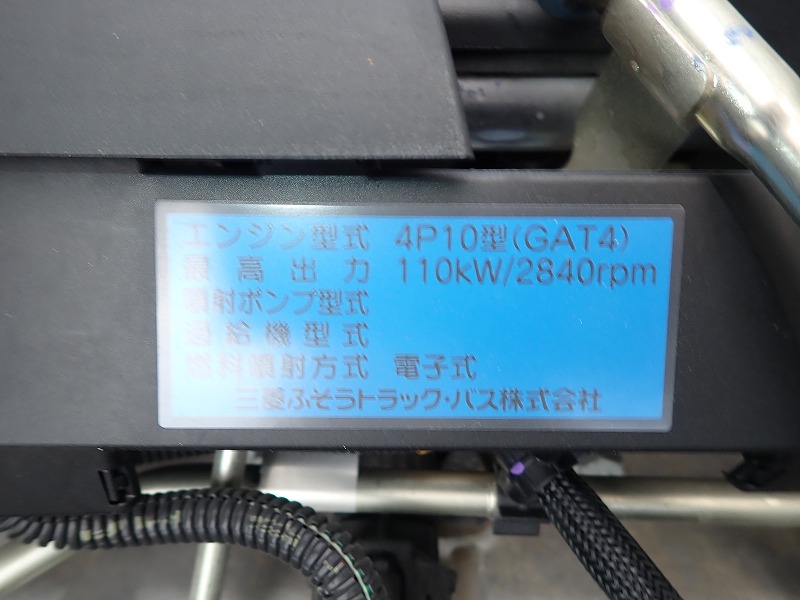 エンジン型式 4P10型(GAT4)
最高出力 110kW/2840rpm
噴射ポンプ型式
過給機型式
燃料噴射方式 電子式
三菱ふそうトラック・バス株式会社